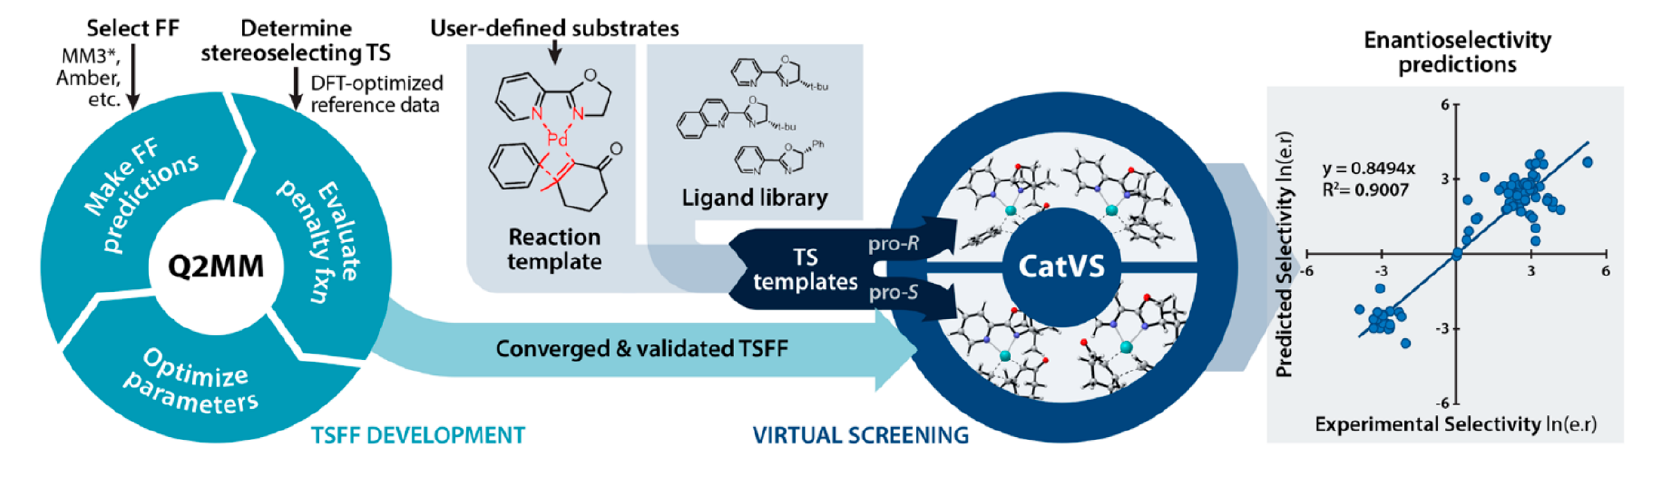 Select FF
MM3*,
Amber,
etc.
Determine
stereoselecting TS
DFT-optimized
reference data
Make FF
predictions
Evaluate
penalty fxn
Optimize
parameters
Q2MM
TSFF DEVELOPMENT
User-defined substrates
O
N
N
Pd
O
Reaction
template
O
N
N
t-bu
O
N
N
t-bu
O
Ph
N
N
Ligand library
TS
templates
pro-R
pro-S
Converged & validated TSFF
CatVS
VIRTUAL SCREENING
Enantioselectivity
predictions
Predicted Selectivity ln(e.r)
6
3
-6
-3
3
6
-3
-6
y = 0.8494x
R²= 0.9007
Experimental Selectivity ln(e.r)